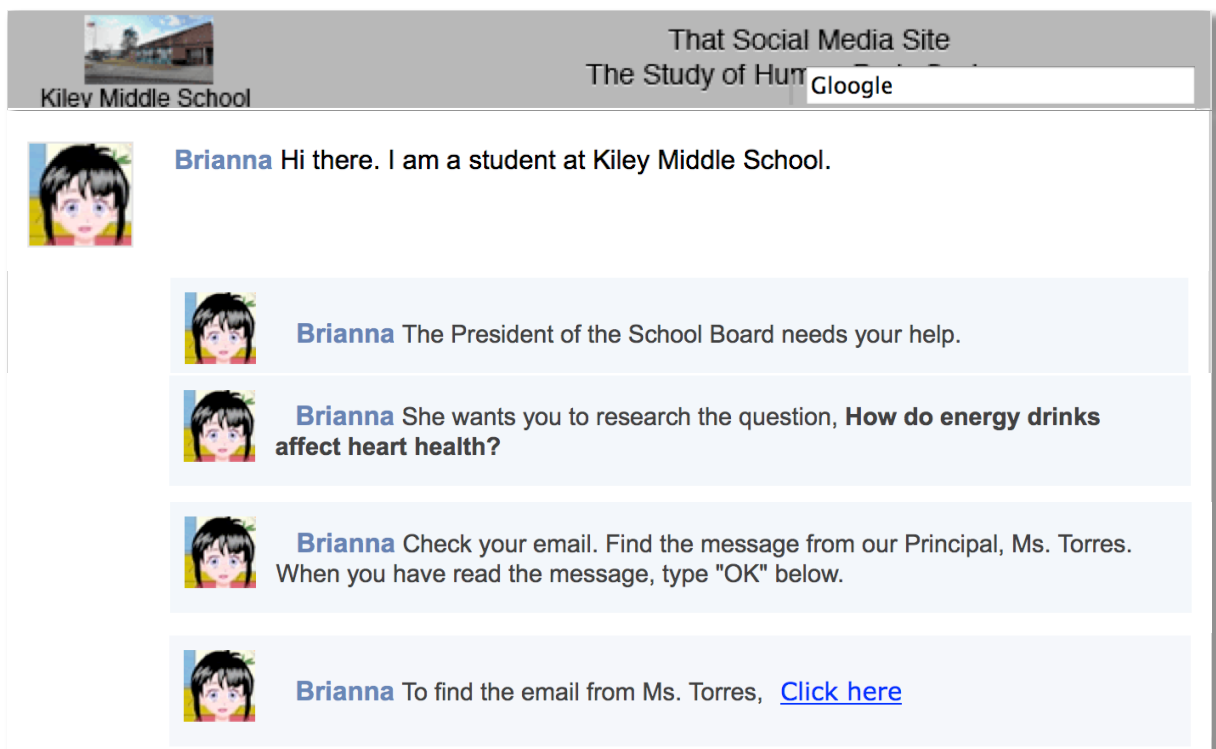 That Social Media Site
The Study of Hum
Gloogle
Kiley Middle School
Brianna Hi there. I am a student at Kiley Middle School.
Brianna The President of the School Board needs your help.
Brianna She wants you to research the question, How do energy drinks
affect heart health?
Brianna Check your email. Find the message from our Principal, Ms. Torres.
When you have read the message, type "OK" below.
Brianna To find the email from Ms. Torres, Click here